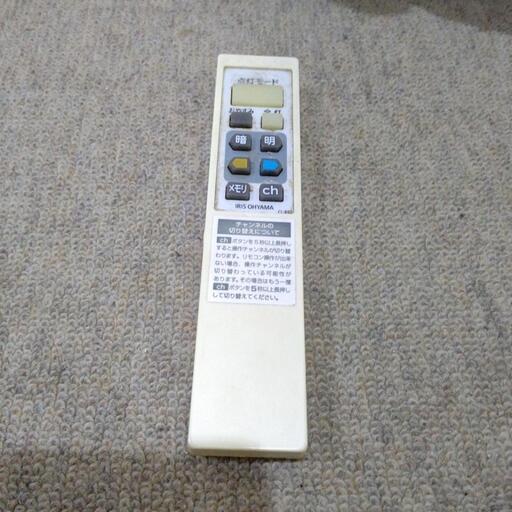 点灯モード
おやすみ 全灯
暗 明
メモリ ch
IRIS OHYAMA
チャンネルの
切り替えについて
ch ボタンを5秒以上長押し
すると操作チャンネルが切り替
わります。リモコン操作が出来
ない場合、操作チャンネルが
切り替わっている可能性が
あります。その場合はもう一度
ch ボタンを5秒以上長押し
して切り替えてください。